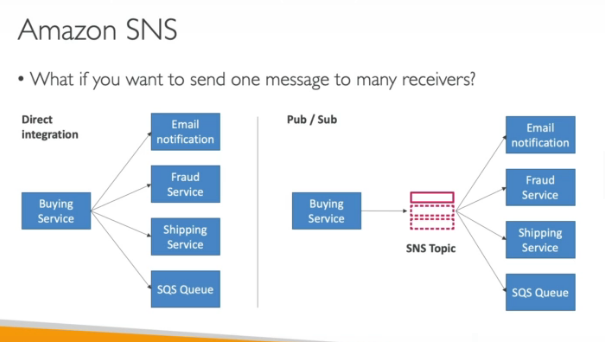 Amazon SNS
• What if you want to send one message to many receivers?
Direct
integration
Email
notification
Fraud
Service
Buying
Service
Shipping
Service
SQS Queue
Pub / Sub
Email
notification
Fraud
Service
Buying
Service
SNS Topic
Shipping
Service
SQS Queue